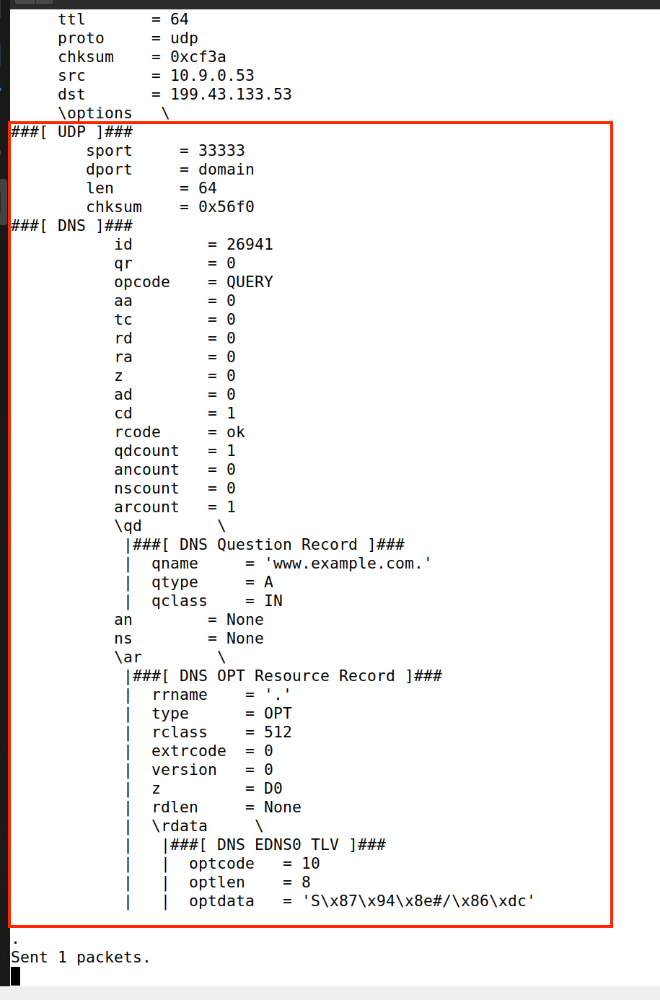 ttl       = 64
proto     = udp
chksum    = 0xcf3a
src       = 10.9.0.53
dst       = 199.43.133.53
\options   \
###[ UDP ]###
sport     = 33333
dport     = domain
len       = 64
chksum    = 0x56f0
###[ DNS ]###
id        = 26941
qr        = 0
opcode    = QUERY
aa        = 0
tc        = 0
rd        = 0
ra        = 0
z         = 0
ad        = 0
cd        = 1
rcode     = ok
qdcount   = 1
ancount   = 0
nscount   = 0
arcount   = 1
\qd        \
|###[ DNS Question Record ]###
|  qname     = 'www.example.com.'
|  qtype     = A
|  qclass    = IN
an        = None
ns        = None
\ar        \
|###[ DNS OPT Resource Record ]###
|  rrname    = '.'
|  type      = OPT
|  rclass    = 512
|  extrcode  = 0
|  version   = 0
|  z         = D0
|  rdlen     = None
|  \rdata     \
|   |###[ DNS EDNS0 TLV ]###
|   |  optcode   = 10
|   |  optlen    = 8
|   |  optdata   = 'S\x87\x94\x8e#/\x86\xdc'
.
Sent 1 packets.